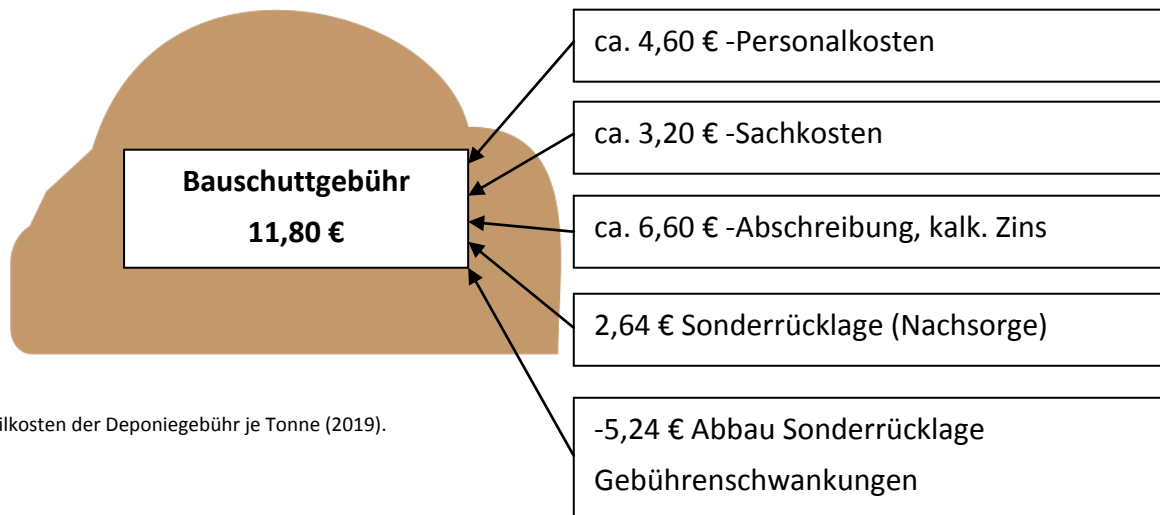 ca. 4,60 € -Personalkosten
ca. 3,20 € -Sachkosten
Bauschuttgebühr
11,80 €
ca. 6,60 € -Abschreibung, kalk. Zins
2,64 € Sonderrücklage (Nachsorge)
ilkosten der Deponiegebühr je Tonne (2019).
-5,24 € Abbau Sonderrücklage
Gebührenschwankungen